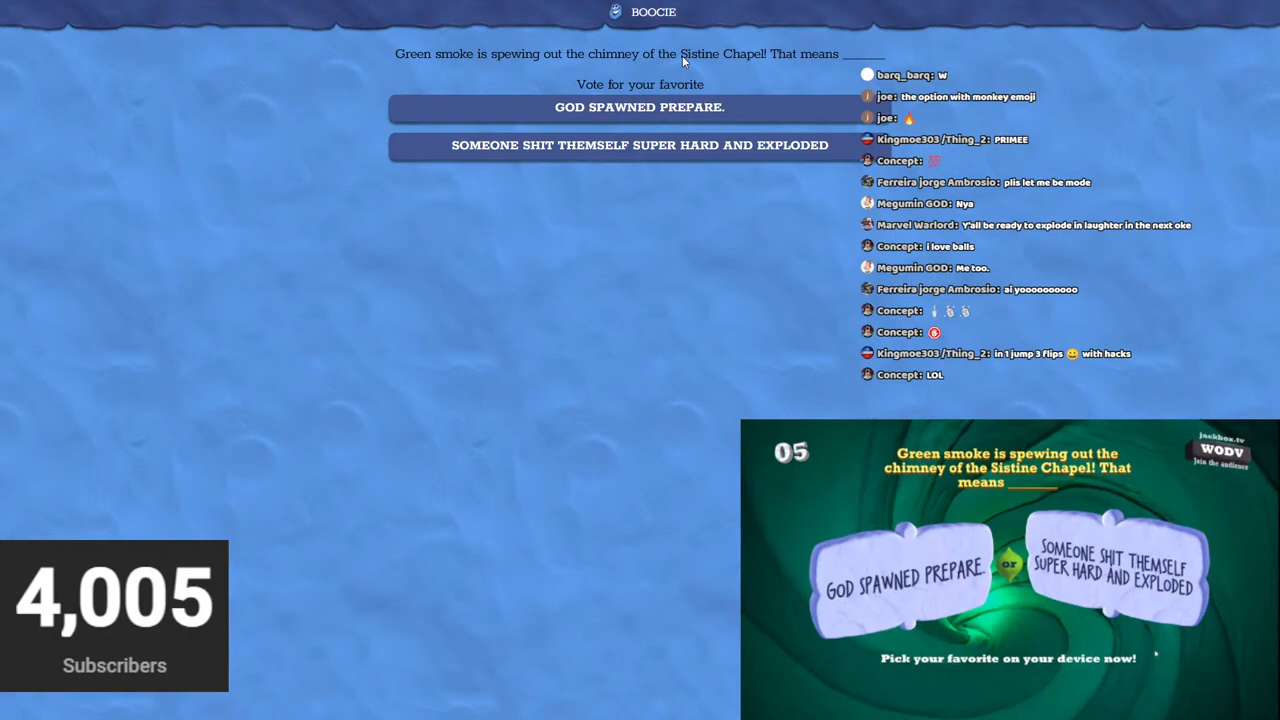 BOOCIE
Green smoke is spewing out the chimney of the Sistine Chapel! That means ______
Vote for your favorite
GOD SPAWNED PREPARE.
SOMEONE SHIT THEMSELF SUPER HARD AND EXPLODED
barq_barq: W
joe: the option with monkey emoji
joe: 🔥
Kingmoe303 /Thing_2: PRIMEE
Concept: 💯
Ferreira jorge Ambrosio: plis let me be mode
Megumin GOD: Nya
Marvel Warlord: Y'all be ready to explode in laughter in the next oke
Concept: i love balls
Megumin GOD: Me too.
Ferreira jorge Ambrosio: ai yoooooooooo
Concept:
Concept:
Kingmoe303 /Thing_2: in 1 jump 3 flips 😀 with hacks
Concept: LOL
05
Green smoke is spewing out the
chimney of the Sistine Chapel! That
means ______
jackbox.tv
WODV
join the audience
GOD SPAWNED PREPARE.
or
SOMEONE SHIT THEMSELF
SUPER HARD AND EXPLODED
Pick your favorite on your device now!
4,005
Subscribers